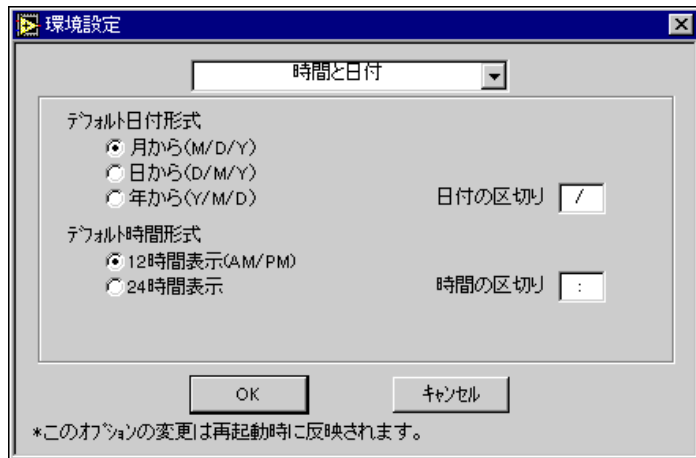 環境設定
時間と日付
ﾃﾞﾌｫﾙﾄ日付形式
月から(M/D/Y)
日から(D/M/Y)
年から(Y/M/D)
日付の区切り /
ﾃﾞﾌｫﾙﾄ時間形式
12時間表示(AM/PM)
24時間表示
時間の区切り :
OK
ｷｬﾝｾﾙ
*このｵﾌﾟｼｮﾝの変更は再起動時に反映されます。